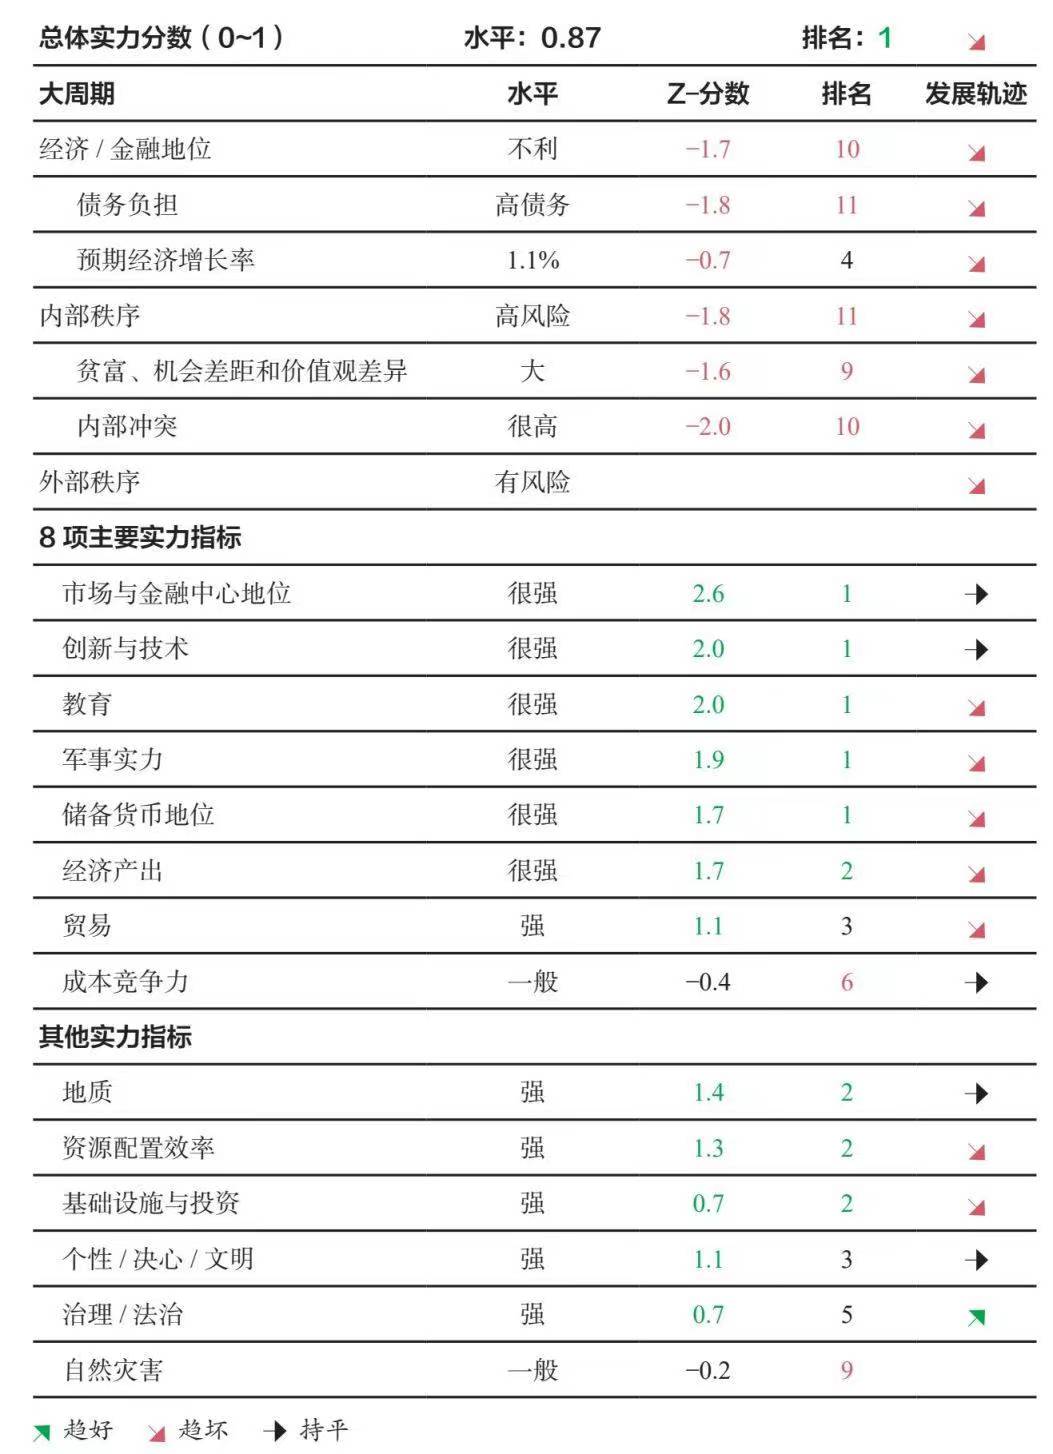 总体实力分数（0~1） 水平：0.87 排名：1
大周期 水平 Z-分数 排名 发展轨迹
经济 / 金融地位 不利 −1.7 10
债务负担 高债务 −1.8 11
预期经济增长率 1.1% −0.7 4
内部秩序 高风险 −1.8 11
贫富、机会差距和价值观差异 大 −1.6 9
内部冲突 很高 −2.0 10
外部秩序 有风险
8 项主要实力指标
市场与金融中心地位 很强 2.6 1
创新与技术 很强 2.0 1
教育 很强 2.0 1
军事实力 很强 1.9 1
储备货币地位 很强 1.7 1
经济产出 很强 1.7 2
贸易 强 1.1 3
成本竞争力 一般 −0.4 6
其他实力指标
地质 强 1.4 2
资源配置效率 强 1.3 2
基础设施与投资 强 0.7 2
个性 / 决心 / 文明 强 1.1 3
治理 / 法治 强 0.7 5
自然灾害 一般 −0.2 9
趋好 趋坏 持平